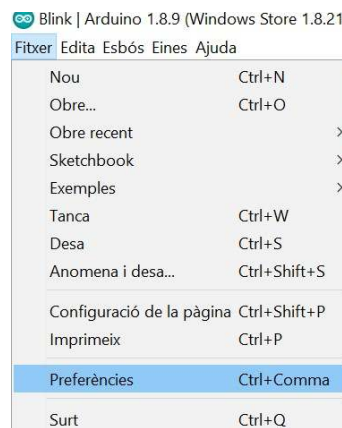 Blink | Arduino 1.8.9 (Windows Store 1.8.21
Fitxer Edita Esbós Eines Ajuda
Nou Ctrl+N
Obre... Ctrl+O
Obre recent >
Sketchbook >
Exemples >
Tanca Ctrl+W
Desa Ctrl+S
Anomena i desa... Ctrl+Shift+S
Configuració de la pàgina Ctrl+Shift+P
Imprimeix Ctrl+P
Preferències Ctrl+Comma
Surt Ctrl+Q